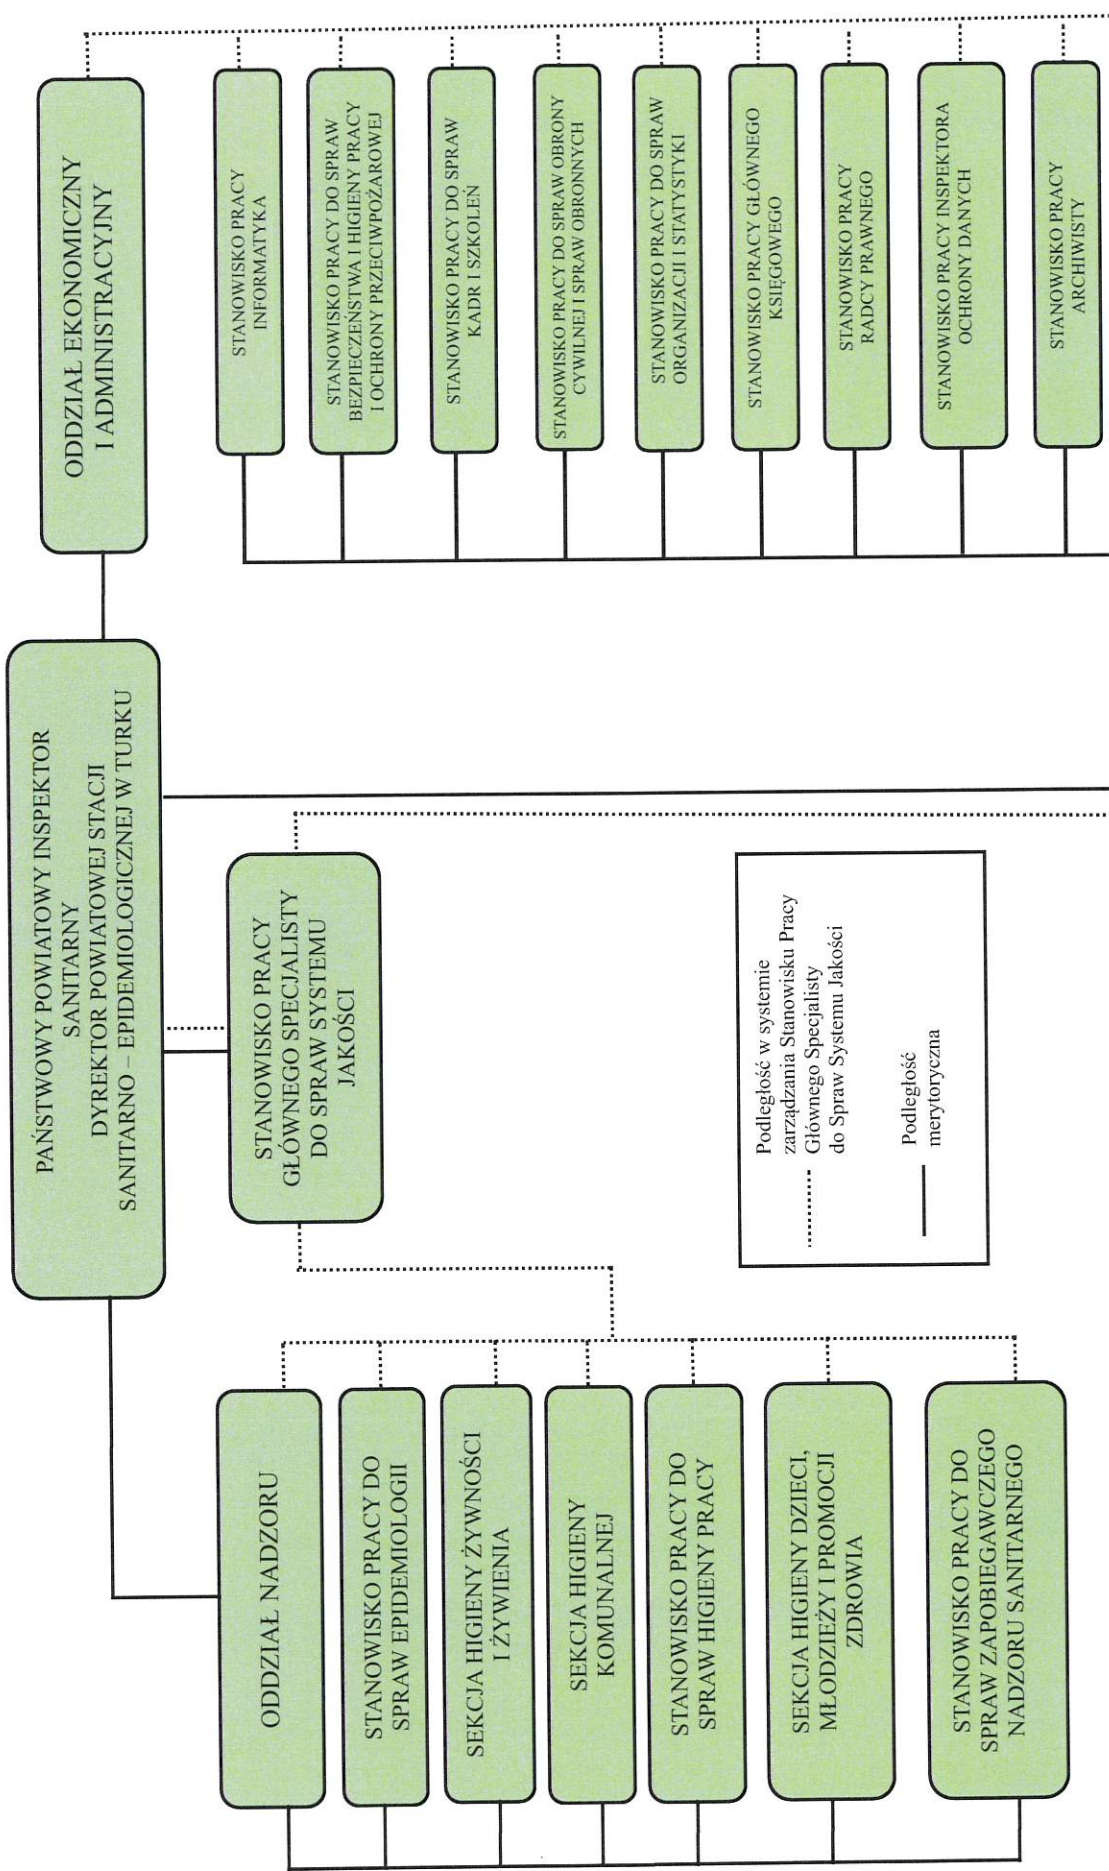 PAŃSTWOWY POWIATOWY INSPEKTOR
SANITARNY
DYREKTOR POWIATOWEJ STACJI
SANITARNO – EPIDEMIOLOGICZNEJ W TURKU
ODDZIAŁ EKONOMICZNY
I ADMINISTRACYJNY
STANOWISKO PRACY
GŁÓWNEGO SPECJALISTY
DO SPRAW SYSTEMU
JAKOŚCI
ODDZIAŁ NADZORU
STANOWISKO PRACY DO
SPRAW EPIDEMIOLOGII
SEKCJA HIGIENY ŻYWNOŚCI
I ŻYWIENIA
SEKCJA HIGIENY
KOMUNALNEJ
STANOWISKO PRACY DO
SPRAW HIGIENY PRACY
SEKCJA HIGIENY DZIECI,
MŁODZIEŻY I PROMOCJI
ZDROWIA
STANOWISKO PRACY DO
SPRAW ZAPOBIEGAWCZEGO
NADZORU SANITARNEGO
Podległość w systemie
zarządzania Stanowisku Pracy
Głównego Specjalisty
do Spraw Systemu Jakości
Podległość
merytoryczna
STANOWISKO PRACY
INFORMATYKA
STANOWISKO PRACY DO SPRAW
BEZPIECZEŃSTWA I HIGIENY PRACY
I OCHRONY PRZECIWPOŻAROWEJ
STANOWISKO PRACY DO SPRAW
KADR I SZKOLEŃ
STANOWISKO PRACY DO SPRAW OBRONY
CYWILNEJ I SPRAW OBRONNYCH
STANOWISKO PRACY DO SPRAW
ORGANIZACJI I STATYSTYKI
STANOWISKO PRACY GŁÓWNEGO
KSIĘGOWEGO
STANOWISKO PRACY
RADCY PRAWNEGO
STANOWISKO PRACY INSPEKTORA
OCHRONY DANYCH
STANOWISKO PRACY
ARCHIWISTY